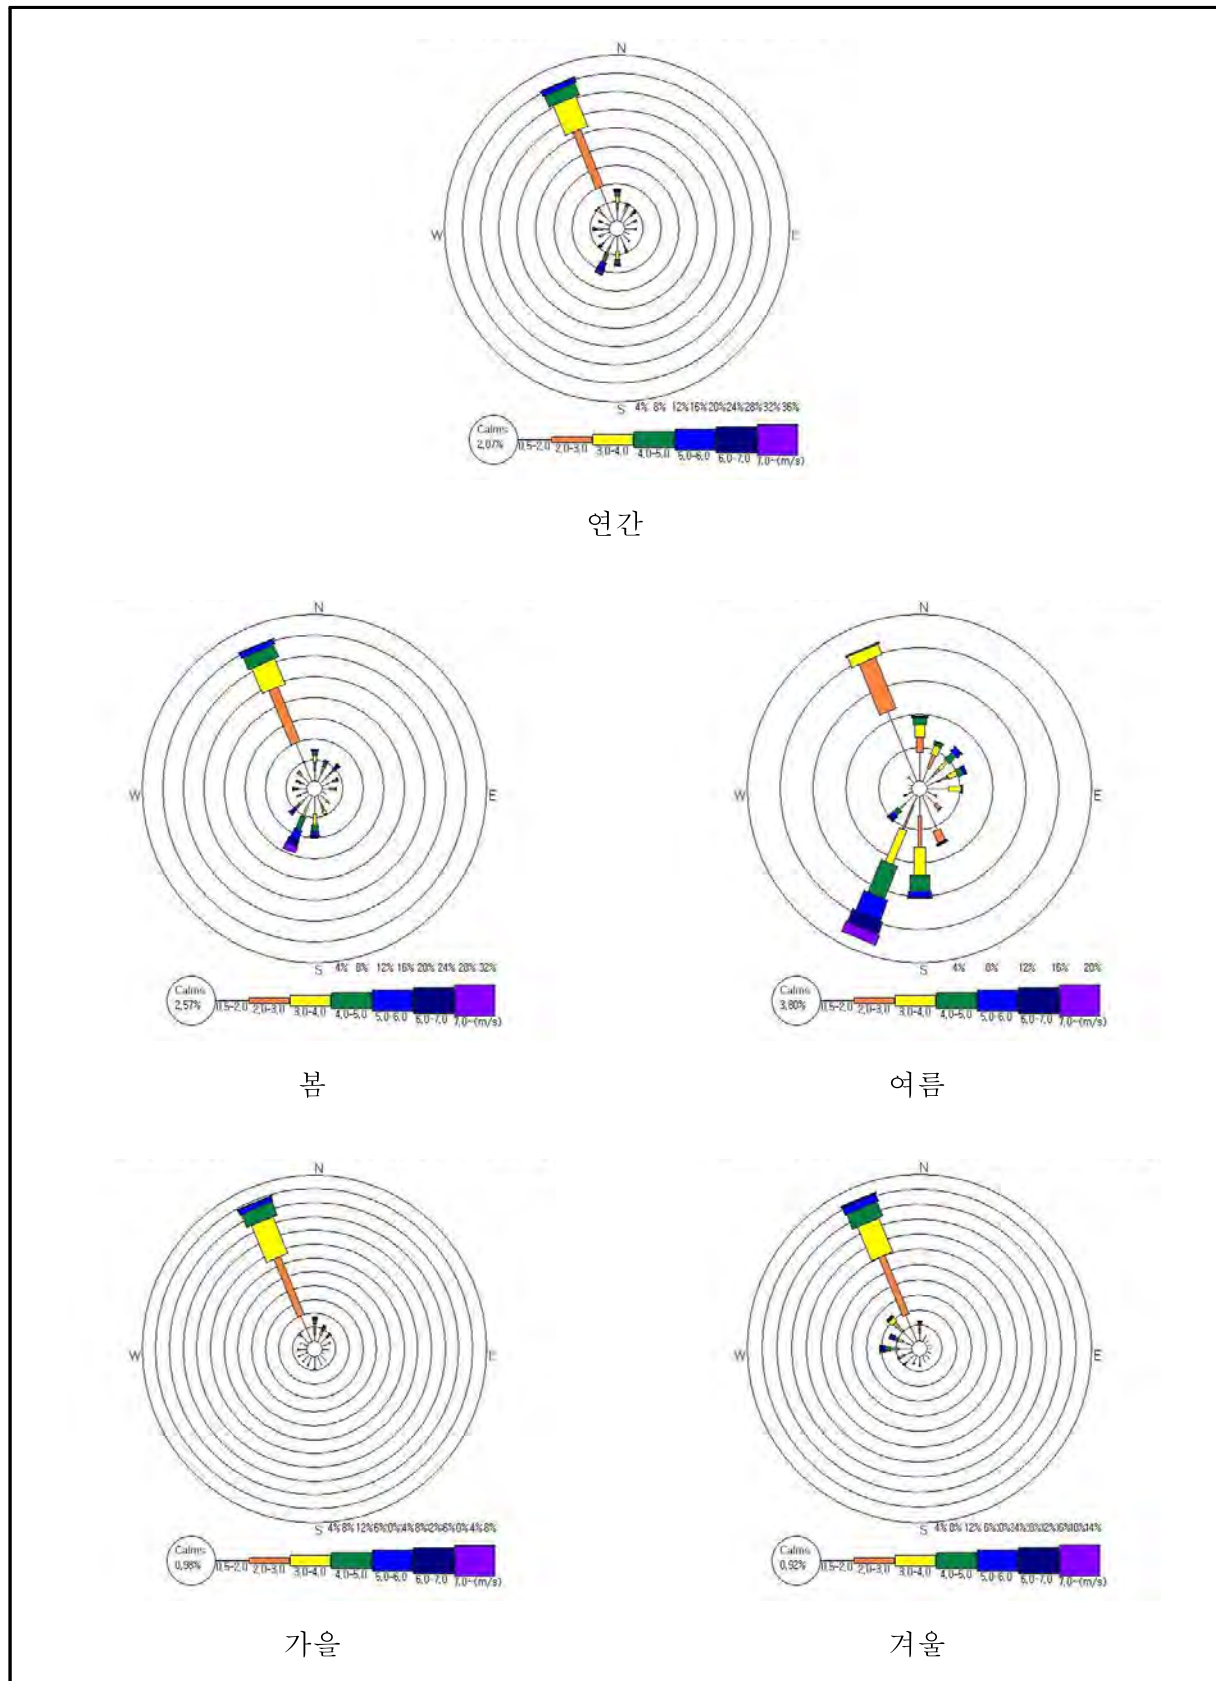 N
W E
S 4% 8% 12%16%20%24%28%32%36%
Calms
2.07% 0.5-2.0 2.0-3.0 3.0-4.0 4.0-5.0 5.0-6.0 6.0-7.0 7.0~(m/s)
연간
N
W E
S 4% 8% 12% 16% 20% 24% 28% 32%
Calms
2.57% 0.5-2.0 2.0-3.0 3.0-4.0 4.0-5.0 5.0-6.0 6.0-7.0 7.0~(m/s)
봄
N
W E
S 4% 8% 12% 16% 20%
Calms
3.80% 0.5-2.0 2.0-3.0 3.0-4.0 4.0-5.0 5.0-6.0 6.0-7.0 7.0~(m/s)
여름
N
W E
S 4% 8% 12%
Calms
0.98% 0.5-2.0 2.0-3.0 3.0-4.0 4.0-5.0 5.0-6.0 6.0-7.0 7.0~(m/s)
가을
N
W E
S 4% 8% 12%
Calms
0.92% 0.5-2.0 2.0-3.0 3.0-4.0 4.0-5.0 5.0-6.0 6.0-7.0 7.0~(m/s)
겨울